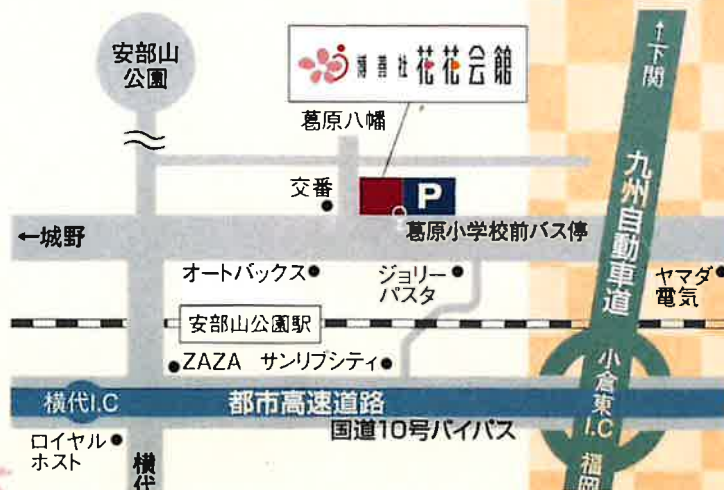 安部山
公園
博善社 花花会館
↑下関
葛原八幡
九州自動車道
交番
P
←城野
葛原小学校前バス停
オートバックス
ジョリー
パスタ
ヤマダ
電気
安部山公園駅
ZAZA
サンリブシティ
小倉東I.C
横代I.C
都市高速道路
国道10号バイパス
ロイヤル
ホスト
横代
福岡